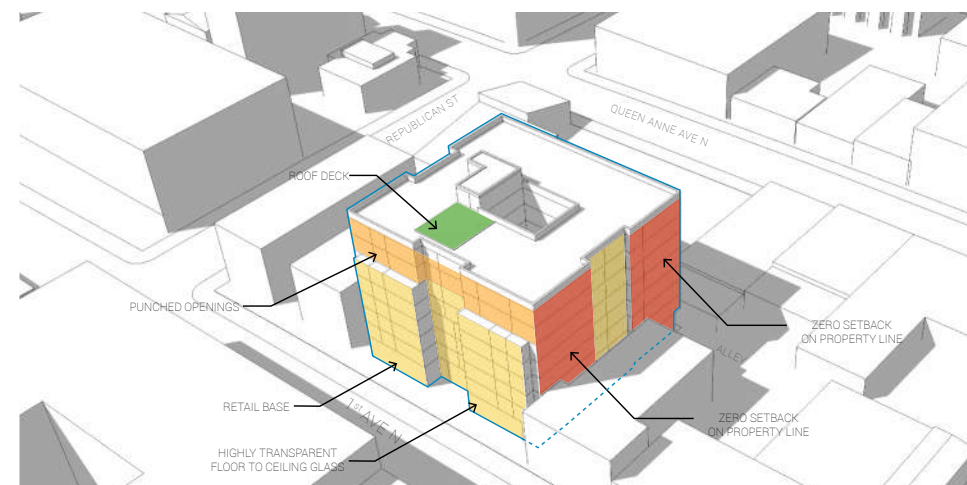 REPUBLICAN ST
QUEEN ANNE AVE N
ROOF DECK
PUNCHED OPENINGS
ZERO SETBACK
ON PROPERTY LINE
ALLEY
RETAIL BASE
1st AVE N
ZERO SETBACK
ON PROPERTY LINE
HIGHLY TRANSPARENT
FLOOR TO CEILING GLASS